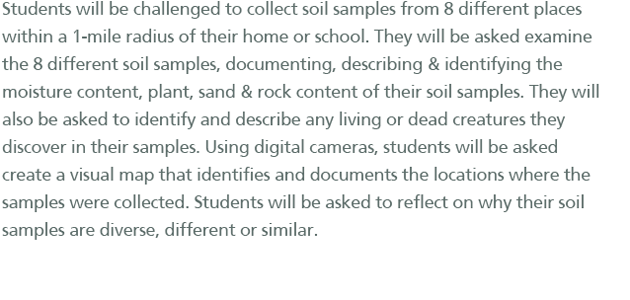 Students will be challenged to collect soil samples from 8 different places
within a 1-mile radius of their home or school. They will be asked examine
the 8 different soil samples, documenting, describing & identifying the
moisture content, plant, sand & rock content of their soil samples. They will
also be asked to identify and describe any living or dead creatures they
discover in their samples. Using digital cameras, students will be asked
create a visual map that identifies and documents the locations where the
samples were collected. Students will be asked to reflect on why their soil
samples are diverse, different or similar.